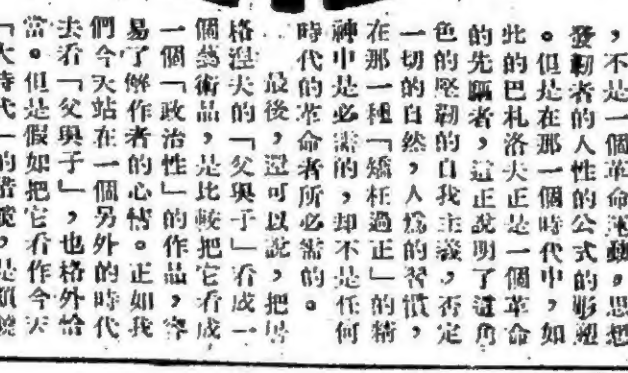 ，不是一個革命運動，思把
發動者的人性的公式的形塑
。但是在那一個時代中，如
此的巴札洛夫正是一個革命
的先驅者，這正說明了這角
色的堅韌的自我主義，否定
一切的自然，人為的習慣，
在那一種「矯枉過正」的精
神中是必需的，却不是任何
時代的革命者所必需的。
最後，還可以說，把屠
格涅夫的「父與子」看成一
個藝術品，是比較把它看成
一個「政治性」的作品，容
易了解作者的心情。正如我
們今天站在一個另外的時代
去看「父與子」，也格外恰
當。但是假如把它看作今天
「大時代」的